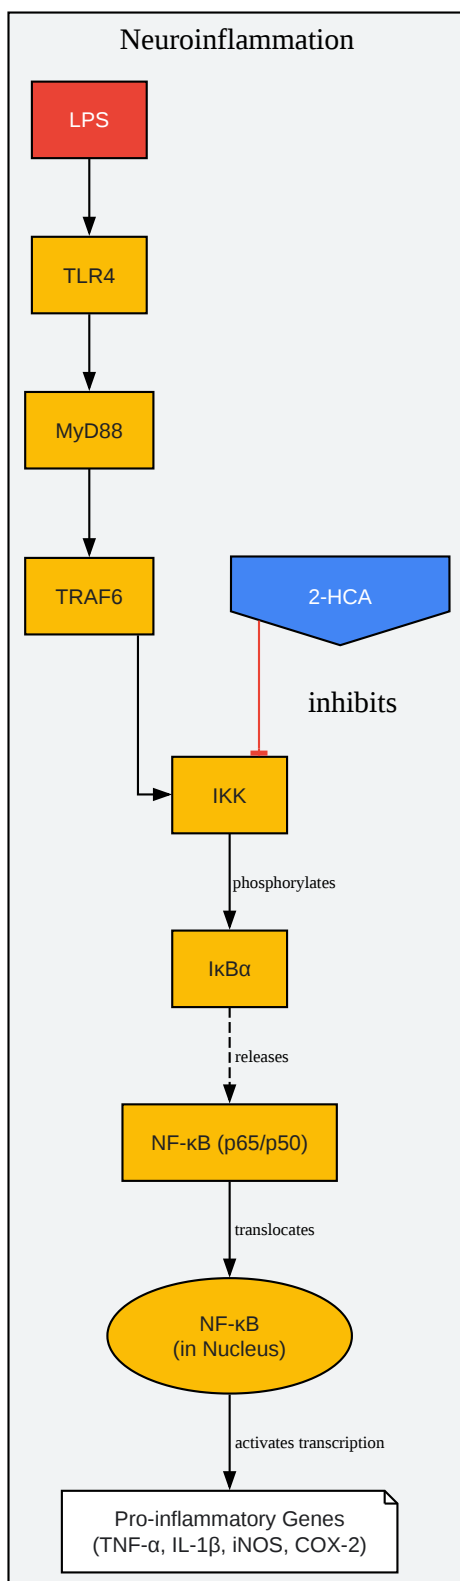 Neuroinflammation
LPS
TLR4
MyD88
TRAF6
2-HCA
inhibits
IKK
phosphorylates
IκBα
releases
NF-κB (p65/p50)
translocates
NF-κB
(in Nucleus)
activates transcription
Pro-inflammatory Genes
(TNF-α, IL-1β, iNOS, COX-2)